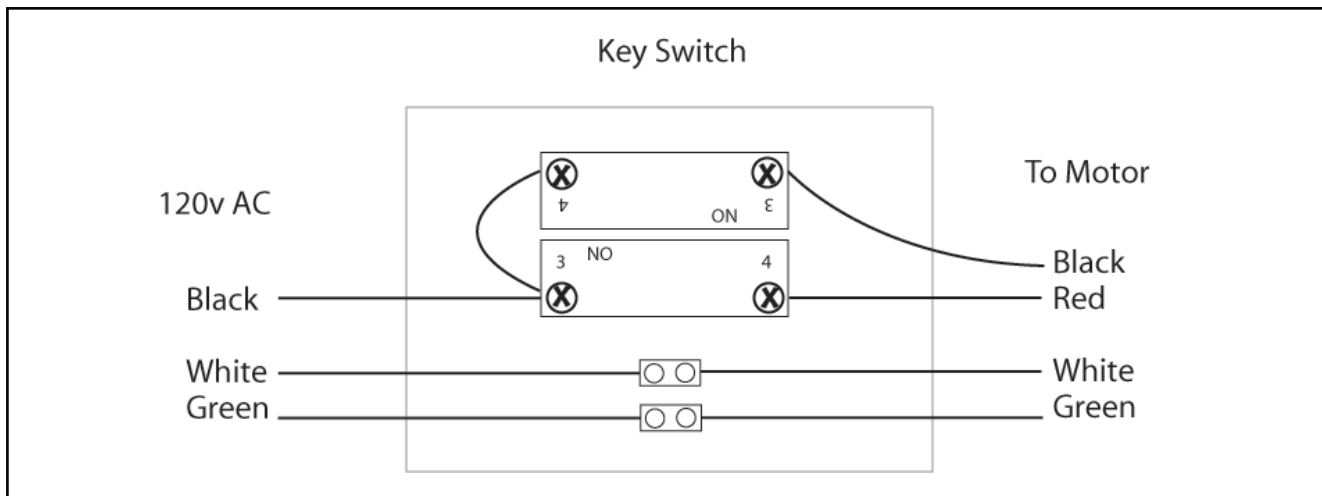 Key Switch
120v AC
To Motor
4
ON
3
3
NO
4
Black
Black
Red
White
White
Green
Green